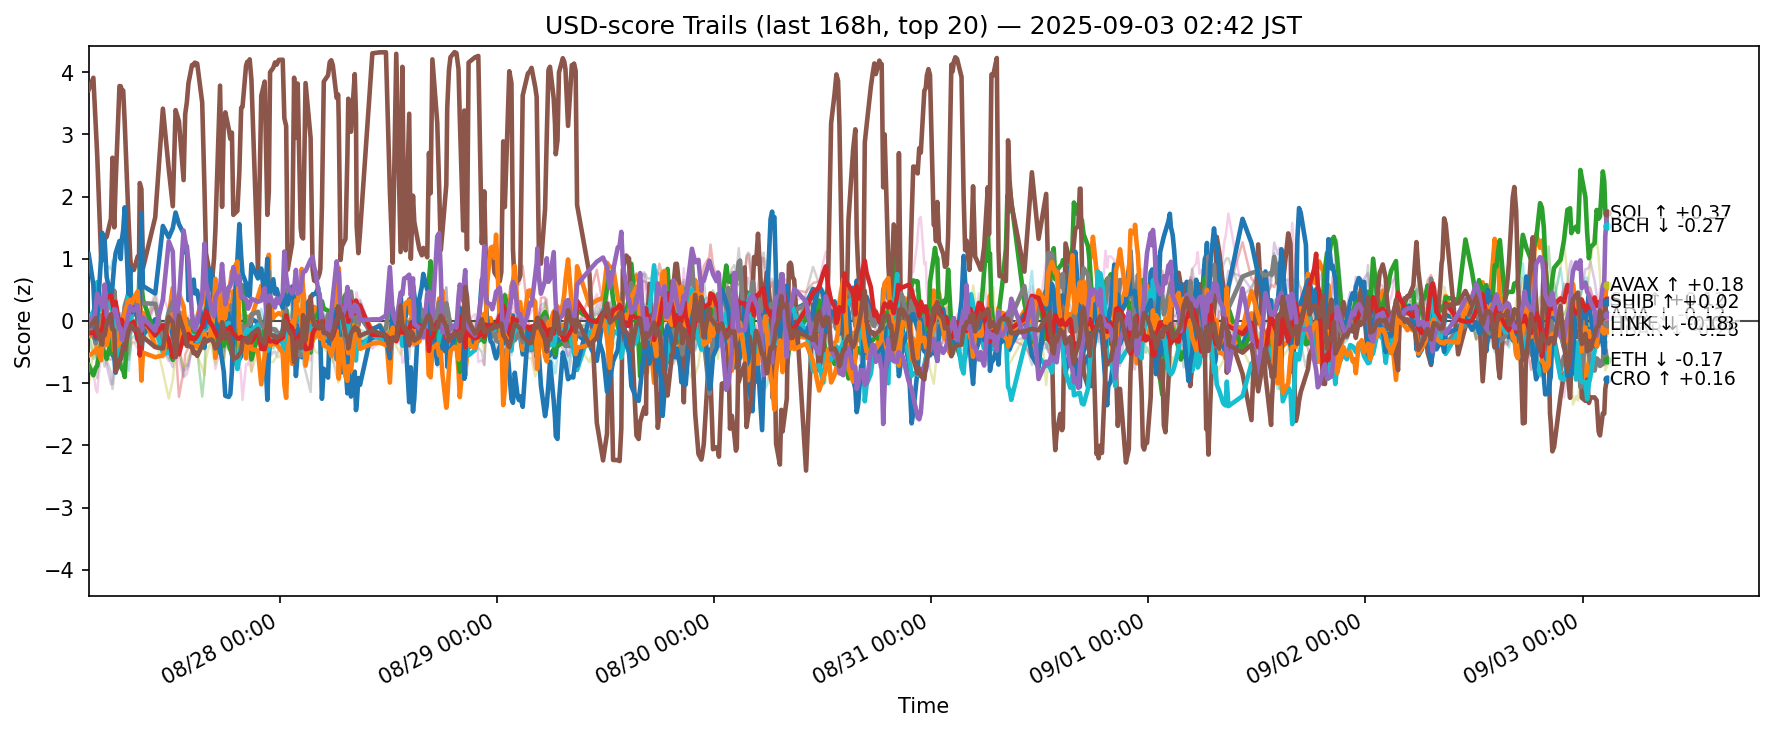 USD-score Trails (last 168h, top 20) — 2025-09-03 02:42 JST
Score (z)
4
3
2
1
0
−1
−2
−3
−4
SOL ↑ +0.37
BCH ↓ -0.27
AVAX ↑ +0.18
SHIB ↑ +0.02
LINK ↓ -0.18
ETH ↓ -0.17
CRO ↑ +0.16
08/28 00:00
08/29 00:00
08/30 00:00
08/31 00:00
09/01 00:00
09/02 00:00
09/03 00:00
Time